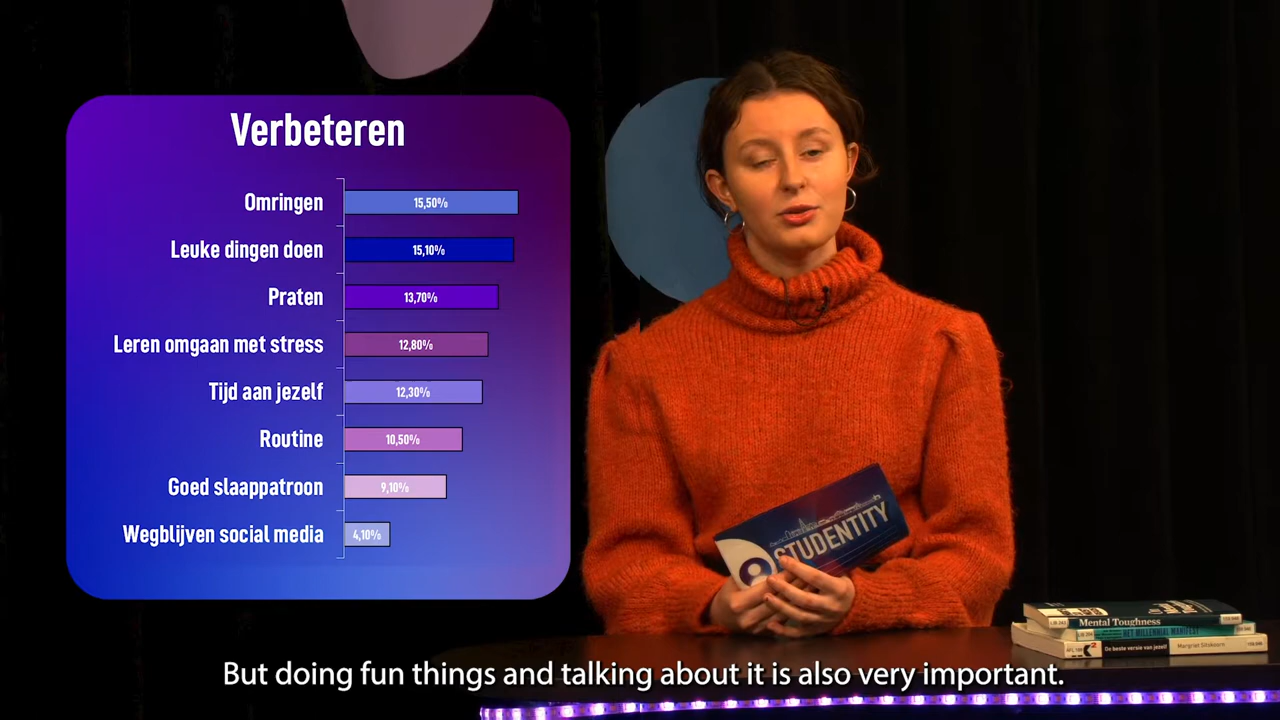 Verbeteren
Omringen 15,50%
Leuke dingen doen 15,10%
Praten 13,70%
Leren omgaan met stress 12,80%
Tijd aan jezelf 12,30%
Routine 10,50%
Goed slaappatroon 9,10%
Wegblijven social media 4,10%
STUDENTITY
Mental Toughness
HET MILLENNIAL MANIFEST
De beste versie van jezelf Margriet Sitskoorn
But doing fun things and talking about it is also very important.